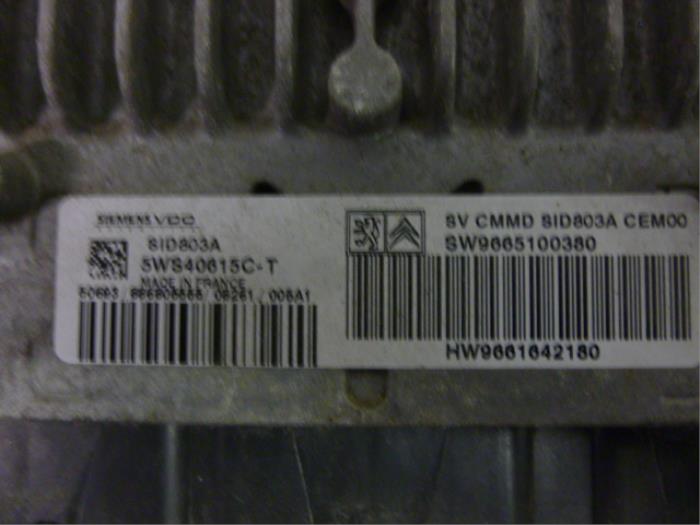 SIEMENS VDO
SID803A
5WS40615C-T
MADE IN FRANCE
SV CMMD SID803A CEM00
SW9665100380
HW9661642180